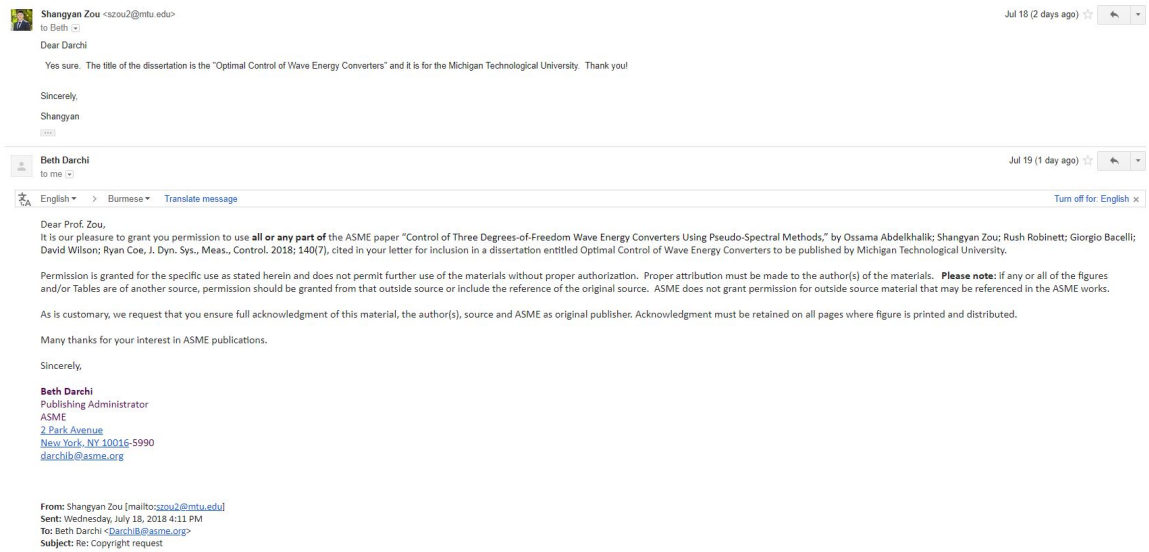 Shangyan Zou <szou2@mtu.edu>
Jul 18 (2 days ago)
to Beth
Dear Darchi
Yes sure. The title of the dissertation is the "Optimal Control of Wave Energy Converters" and it is for the Michigan Technological University. Thank you!
Sincerely,
Shangyan
Beth Darchi
Jul 19 (1 day ago)
to me
English > Burmese Translate message
Turn off for: English x
Dear Prof. Zou,
It is our pleasure to grant you permission to use all or any part of the ASME paper “Control of Three Degrees-of-Freedom Wave Energy Converters Using Pseudo-Spectral Methods,” by Ossama Abdelkhalik; Shangyan Zou; Rush Robinett; Giorgio Bacelli;
David Wilson; Ryan Coe, J. Dyn. Sys., Meas., Control. 2018; 140(7), cited in your letter for inclusion in a dissertation entitled Optimal Control of Wave Energy Converters to be published by Michigan Technological University.
Permission is granted for the specific use as stated herein and does not permit further use of the materials without proper authorization. Proper attribution must be made to the author(s) of the materials. Please note: if any or all of the figures
and/or Tables are of another source, permission should be granted from that outside source or include the reference of the original source. ASME does not grant permission for outside source material that may be referenced in the ASME works.
As is customary, we request that you ensure full acknowledgment of this material, the author(s), source and ASME as original publisher. Acknowledgment must be retained on all pages where figure is printed and distributed.
Many thanks for your interest in ASME publications.
Sincerely,
Beth Darchi
Publishing Administrator
ASME
2 Park Avenue
New York, NY 10016-5990
darchib@asme.org
From: Shangyan Zou [mailto:szou2@mtu.edu]
Sent: Wednesday, July 18, 2018 4:11 PM
To: Beth Darchi <DarchiB@asme.org>
Subject: Re: Copyright request